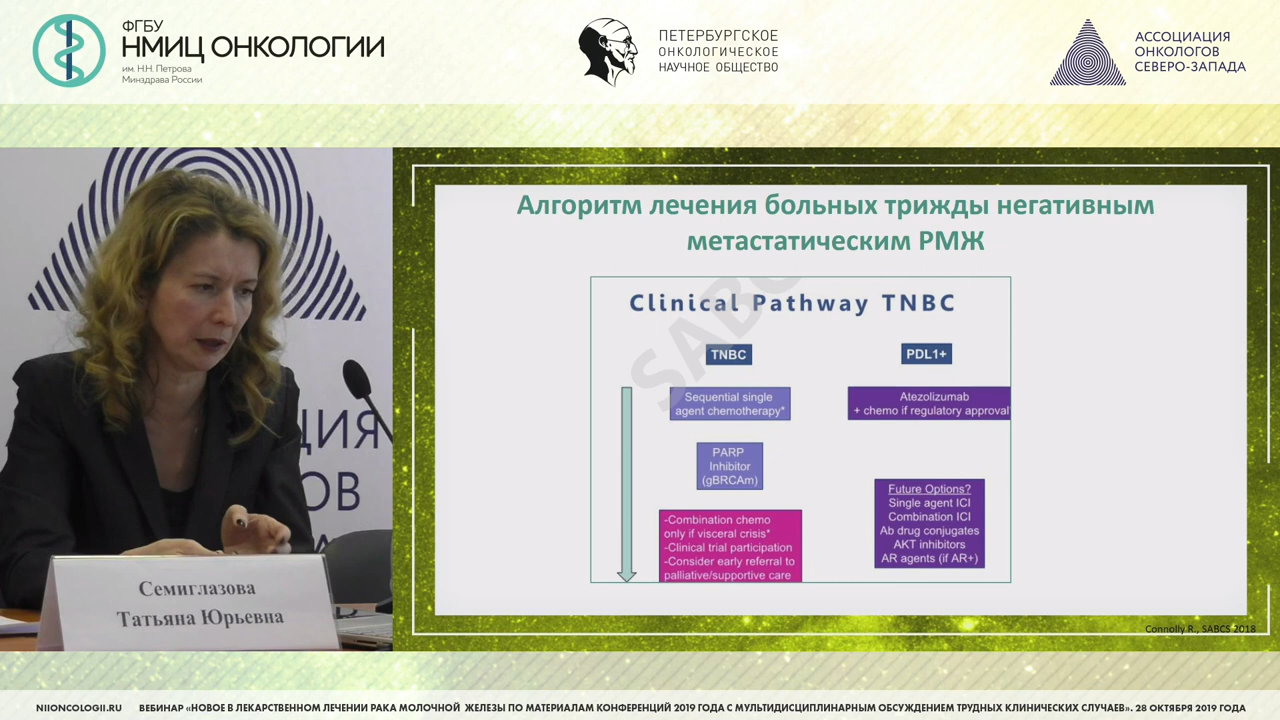 ФГБУ
НМИЦ ОНКОЛОГИИ
им. Н.Н. Петрова
Минздрава России
ПЕТЕРБУРГСКОЕ
ОНКОЛОГИЧЕСКОЕ
НАУЧНОЕ ОБЩЕСТВО
АССОЦИАЦИЯ
ОНКОЛОГОВ
СЕВЕРО-ЗАПАДА
Алгоритм лечения больных трижды негативным
метастатическим РМЖ
SABC
Clinical Pathway TNBC
TNBC
PDL1+
Sequential single
agent chemotherapy*
Atezolizumab
+ chemo if regulatory approval
PARP
Inhibitor
(gBRCAm)
-Combination chemo
only if visceral crisis*
-Clinical trial participation
-Consider early referral to
palliative/supportive care
Future Options?
Single agent ICI
Combination ICI
Ab drug conjugates
AKT inhibitors
AR agents (if AR+)
Connolly R., SABCS 2018
ЦИЯ
ОВ
Семиглазова
Татьяна Юрьевна
NIIONCOLOGII.RU ВЕБИНАР «НОВОЕ В ЛЕКАРСТВЕННОМ ЛЕЧЕНИИ РАКА МОЛОЧНОЙ ЖЕЛЕЗЫ ПО МАТЕРИАЛАМ КОНФЕРЕНЦИЙ 2019 ГОДА С МУЛЬТИДИСЦИПЛИНАРНЫМ ОБСУЖДЕНИЕМ ТРУДНЫХ КЛИНИЧЕСКИХ СЛУЧАЕВ». 28 ОКТЯБРЯ 2019 ГОДА